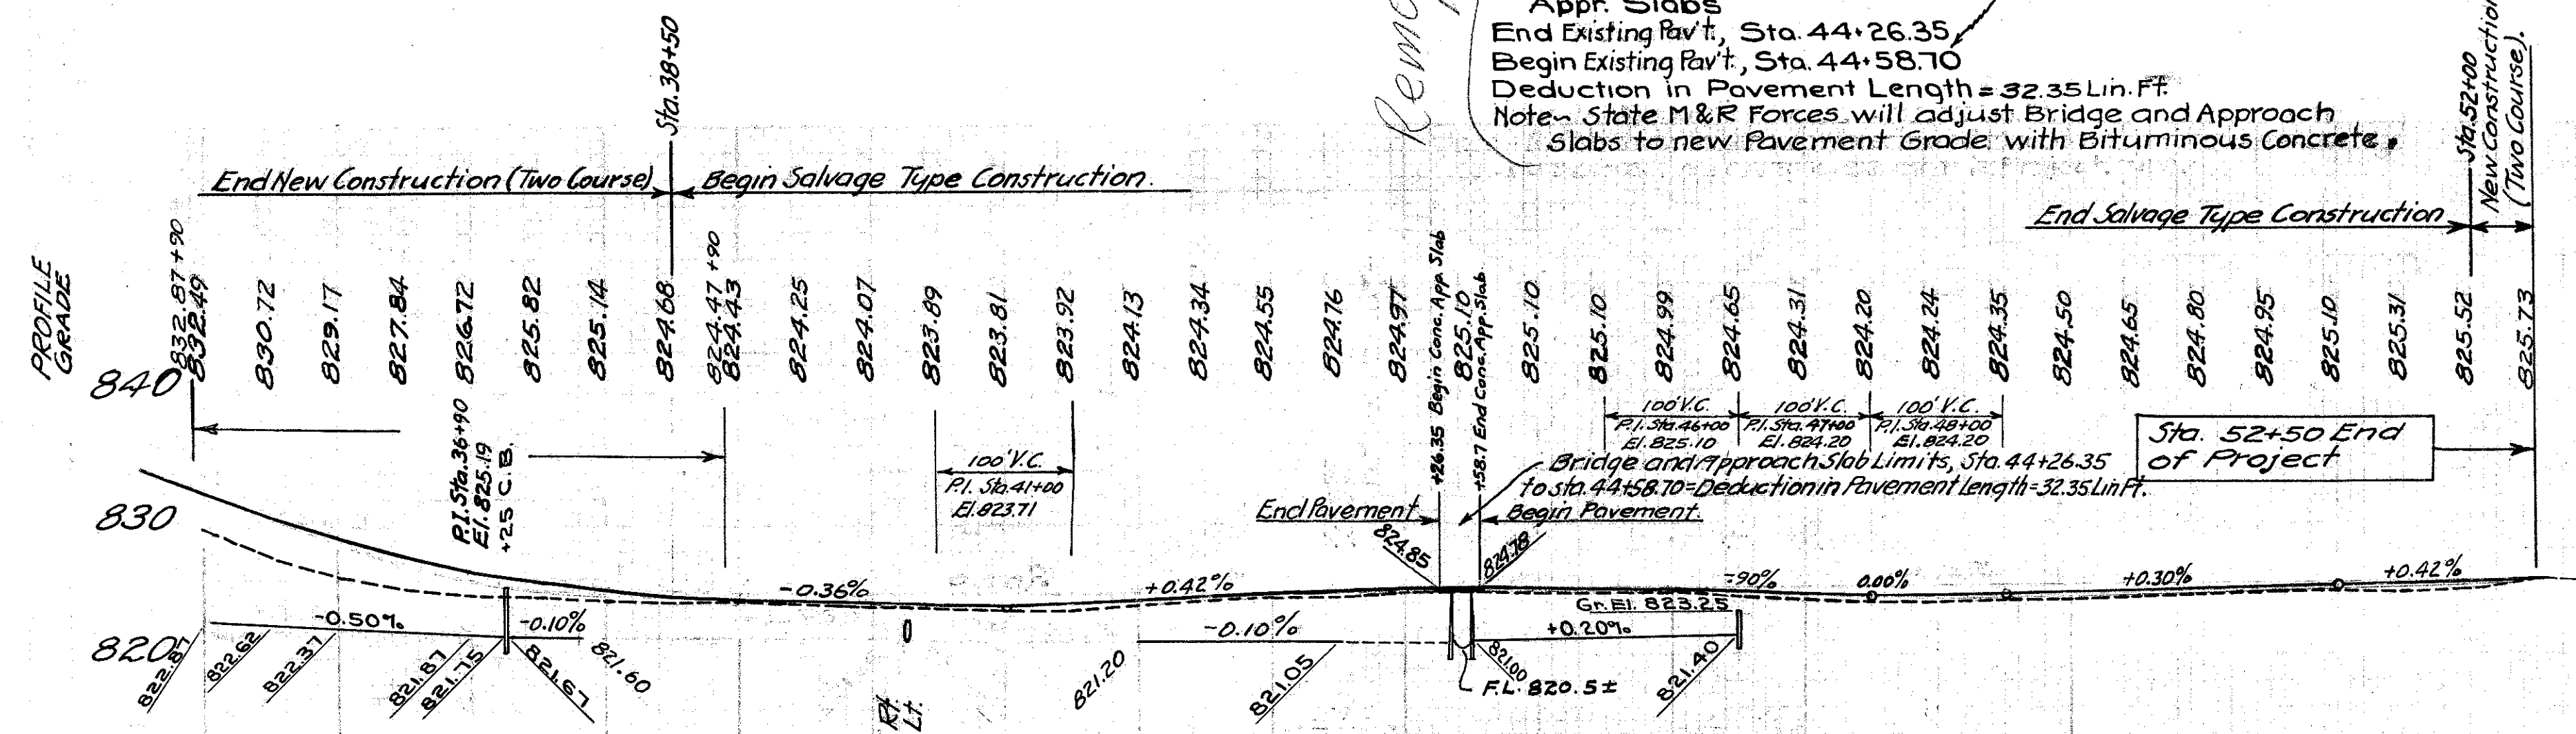 Appr. Slabs
End Existing Pav't., Sta. 44+26.35
Begin Existing Pav't., Sta. 44+58.70
Deduction in Pavement Length = 32.35 Lin. Ft.
Note~ State M & R Forces will adjust Bridge and Approach
Slabs to new Pavement Grade with Bituminous Concrete.
Sta. 38+50
Sta. 52+00
New Construction
(Two Course).
End New Construction (Two Course)
Begin Salvage Type Construction.
End Salvage Type Construction
PROFILE
GRADE
832.87 +90
832.49
830.72
829.17
827.84
826.72
825.82
825.14
824.68
824.47 +90
824.43
824.25
824.07
823.89
823.81
823.92
824.13
824.34
824.55
824.76
824.97
+26.35 Begin Conc. App. Slab
825.10
+58.7 End Conc. App. Slab
825.10
825.10
824.99
824.65
824.31
824.20
824.24
824.35
824.50
824.65
824.80
824.95
825.10
825.31
825.52
825.73
840
830
820
P.I. Sta. 36+90
El. 825.19
+25 C.B.
100' V.C.
P.I. Sta. 41+00
El. 823.71
100' V.C.
P.I. Sta. 46+00
El. 825.10
100' V.C.
P.I. Sta. 47+00
El. 824.20
100' V.C.
P.I. Sta. 48+00
El. 824.20
Sta. 52+50 End
of Project
Bridge and Approach Slab Limits, Sta. 44+26.35
to sta. 44+58.70=Deduction in Pavement Length=32.35 Lin Ft.
End Pavement
Begin Pavement.
824.85
824.78
-0.36%
+0.42%
-.90%
0.00%
+0.30%
+0.42%
Gr. El. 823.25
-0.50%
-0.10%
-0.10%
+0.20%
822.87
822.62
822.37
821.87
821.75
821.67
821.60
821.20
821.05
821.00
821.40
F.L. 820.5±
Rt.
Lt.